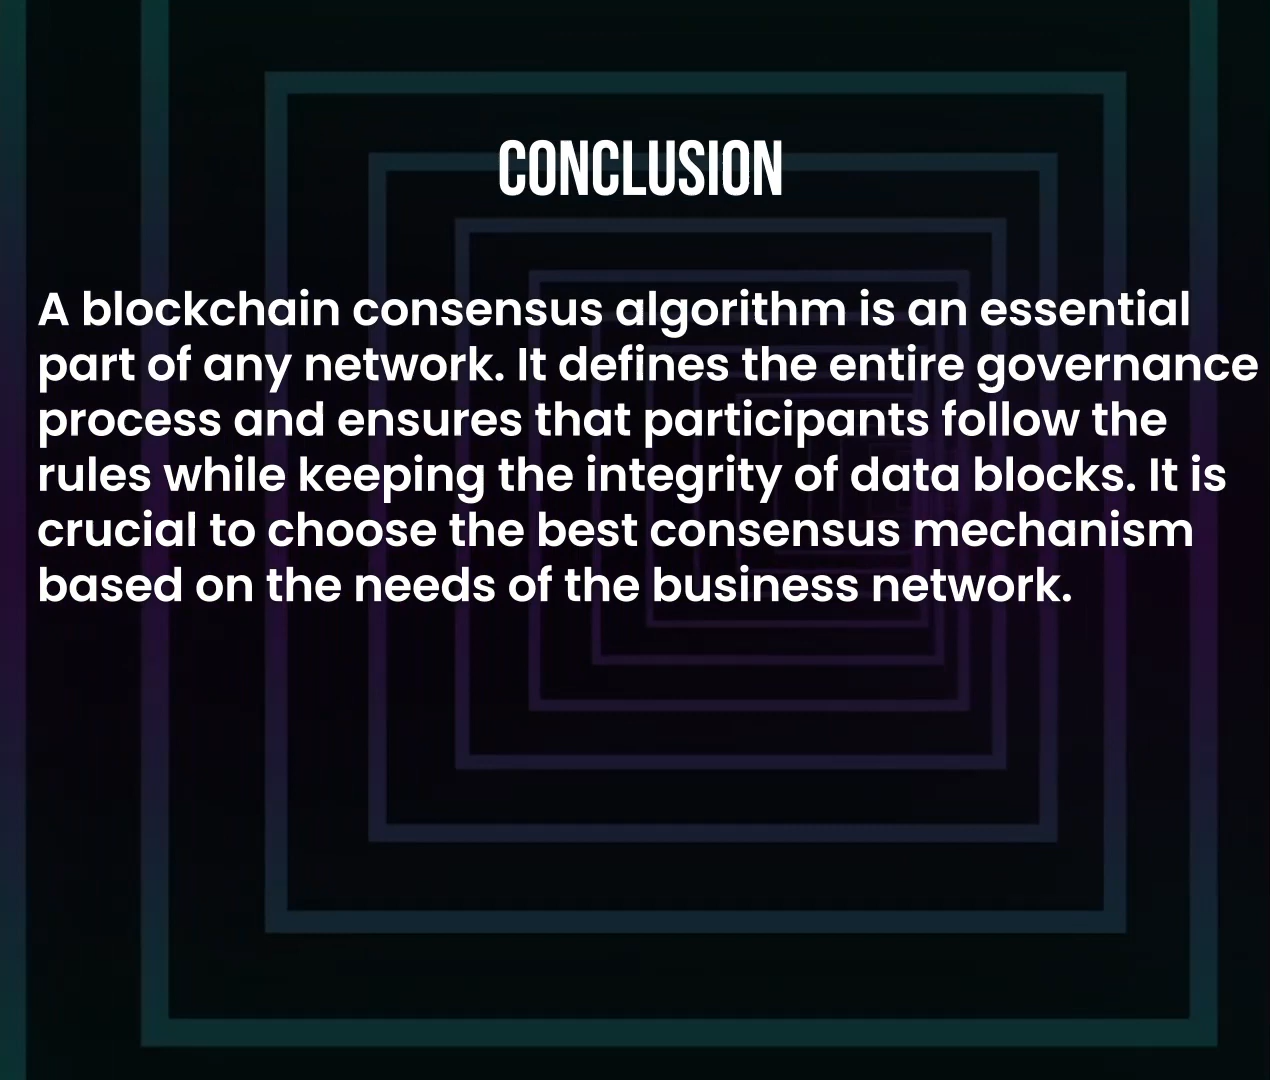 CONCLUSION
A blockchain consensus algorithm is an essential
part of any network. It defines the entire governance
process and ensures that participants follow the
rules while keeping the integrity of data blocks. It is
crucial to choose the best consensus mechanism
based on the needs of the business network.